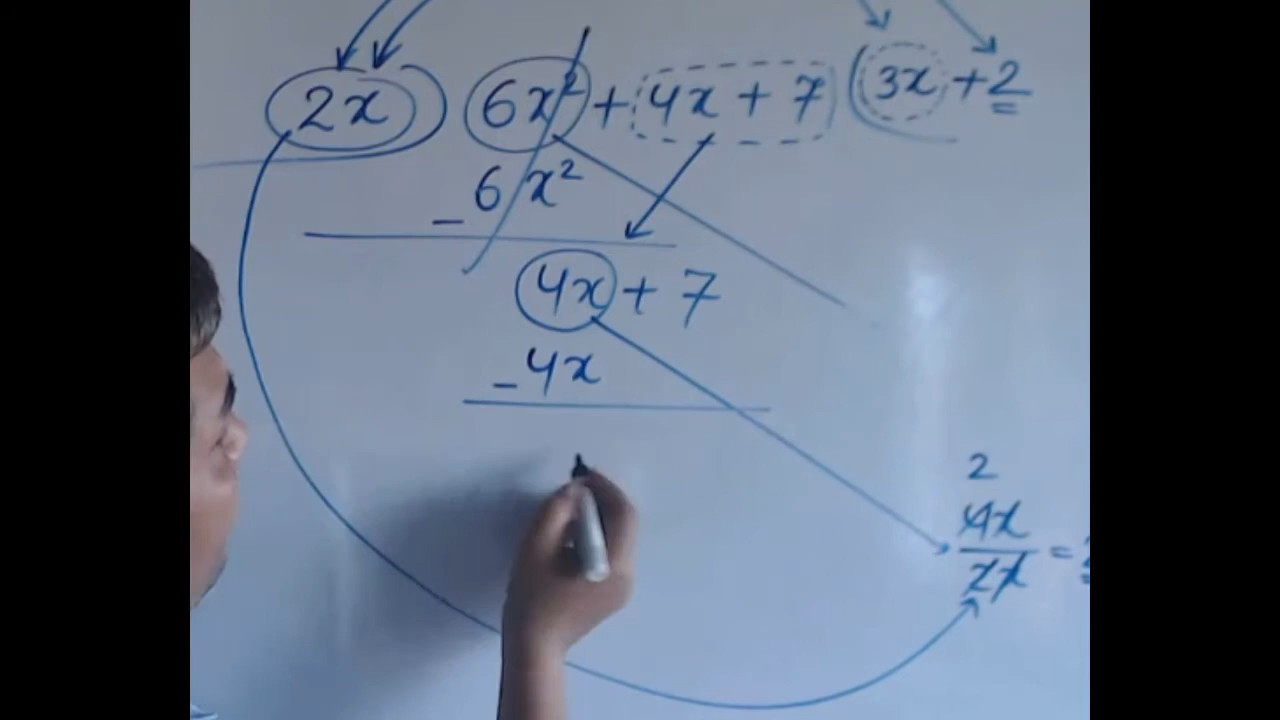 2x) 6x² + 4x + 7 (3x + 2
- 6x²
4x + 7
- 4x
2
4x
2x =